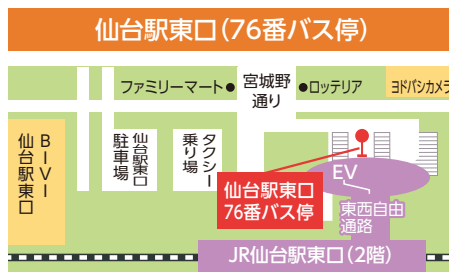 仙台駅東口（76番バス停）
ファミリーマート●
宮城野
通り
●ロッテリア
ヨドバシカメラ
BIVI
仙台駅東口
仙台駅東口
駐車場
タクシー
乗り場
仙台駅東口
76番バス停
EV
東西自由
通路
JR仙台駅東口（2階）